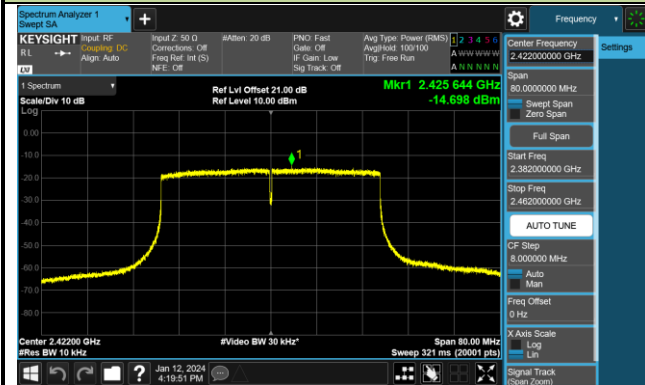 Spectrum Analyzer 1
Swept SA
+
Frequency
KEYSIGHT
RL
Input: RF
Coupling: DC
Align: Auto
Input Z: 50 Ω
Corrections: Off
Freq Ref: Int (S)
NFE: Off
#Atten: 20 dB
PNO: Fast
Gate: Off
IF Gain: Low
Sig Track: Off
Avg Type: Power (RMS)
Avg|Hold: 100/100
Trig: Free Run
1 2 3 4 5 6
A W W W W W
A N N N N N
Settings
Center Frequency
2.422000000 GHz
Span
80.0000000 MHz
Swept Span
Zero Span
Full Span
Start Freq
2.382000000 GHz
Stop Freq
2.462000000 GHz
AUTO TUNE
CF Step
8.000000 MHz
Auto
Man
Freq Offset
0 Hz
X Axis Scale
Log
Lin
Signal Track
(Span Zoom)
1 Spectrum
Scale/Div 10 dB
Log
Ref Lvl Offset 21.00 dB
Ref Level 10.00 dBm
Mkr1 2.425 644 GHz
-14.698 dBm
1
0.00
-10.0
-20.0
-30.0
-40.0
-50.0
-60.0
-70.0
-80.0
Center 2.42200 GHz
#Res BW 10 kHz
#Video BW 30 kHz*
Span 80.00 MHz
Sweep 321 ms (20001 pts)
?
Jan 12, 2024
4:19:51 PM